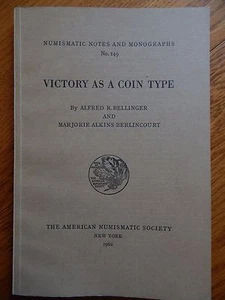 NUMISMATIC NOTES AND MONOGRAPHS
No. 149
VICTORY AS A COIN TYPE
By ALFRED R. BELLINGER
AND
MARJORIE ALKINS BERLINCOURT
THE AMERICAN NUMISMATIC SOCIETY
NEW YORK
1962